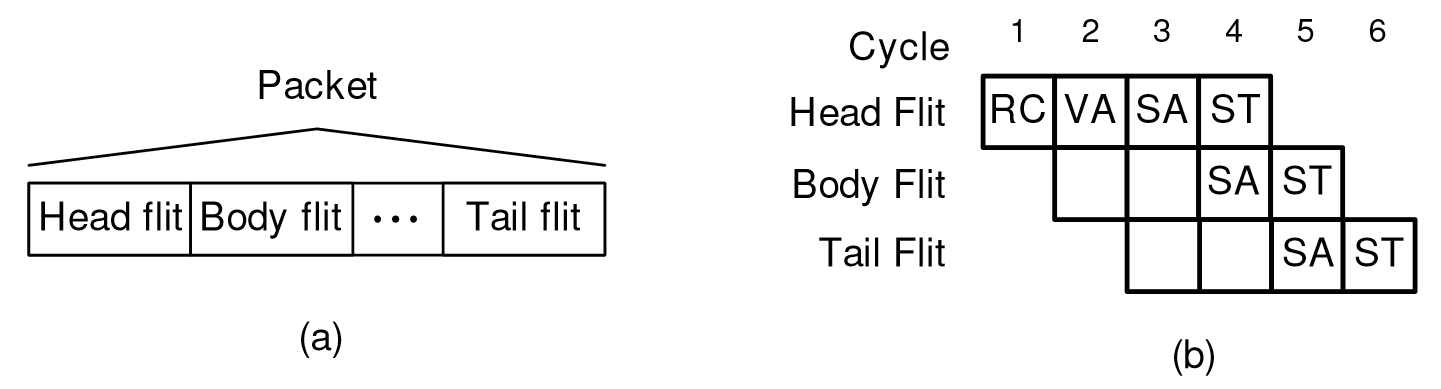 Packet
Head flit Body flit ... Tail flit
(a)
Cycle 1 2 3 4 5 6
Head Flit RC VA SA ST
Body Flit SA ST
Tail Flit SA ST
(b)